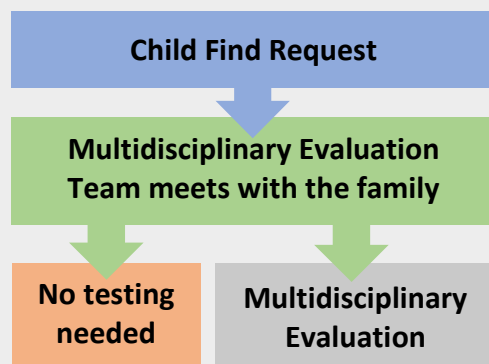 Child Find Request
Multidisciplinary Evaluation
Team meets with the family
No testing
needed
Multidisciplinary
Evaluation